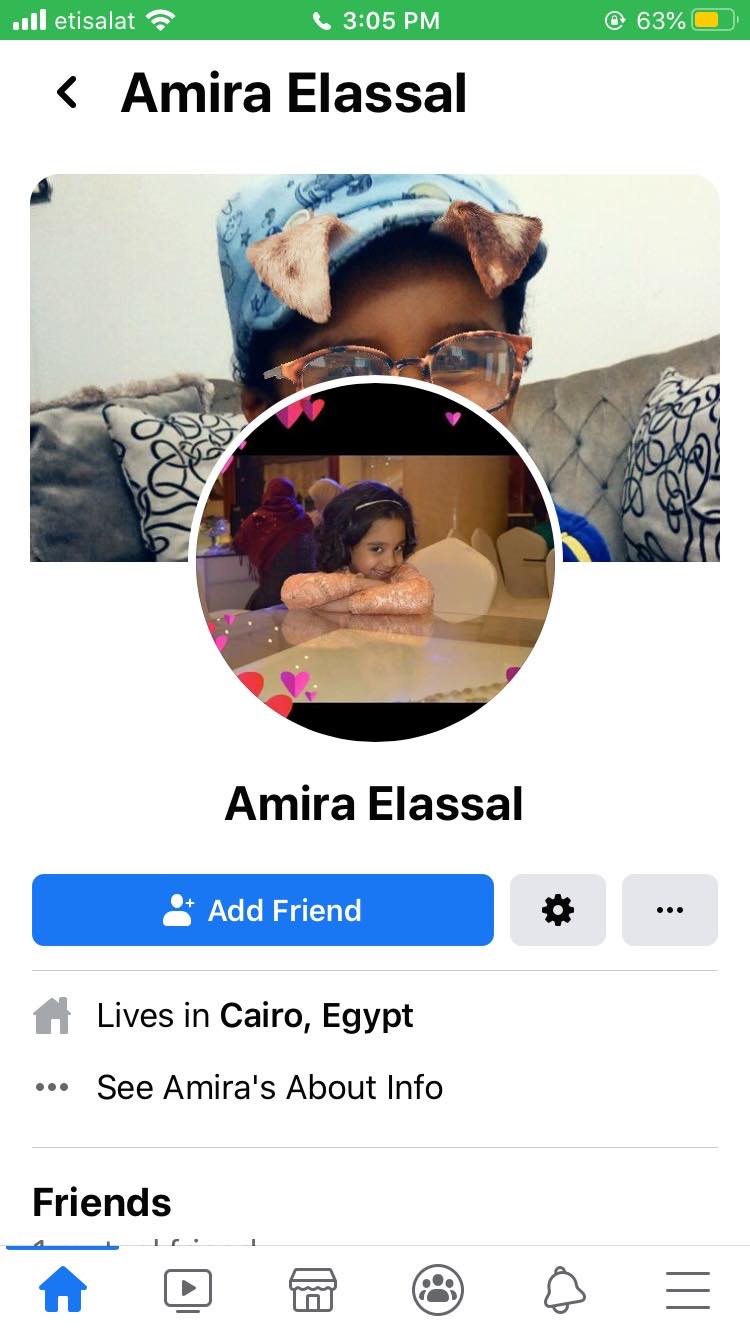 etisalat 3:05 PM 63%
Amira Elassal
Amira Elassal
Add Friend
Lives in Cairo, Egypt
See Amira's About Info
Friends